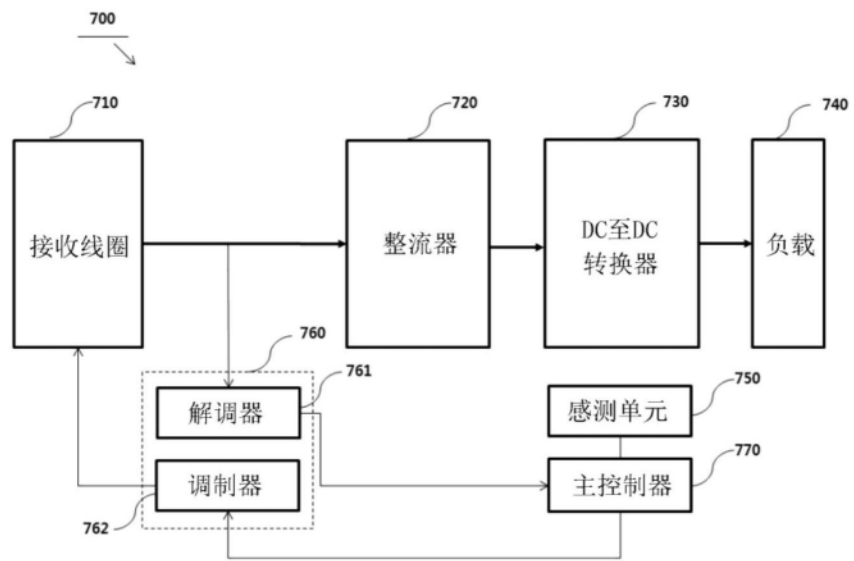 700
710
720
730
740
接收线圈
整流器
DC至DC
转换器
负载
760
761
750
解调器
感测单元
770
调制器
主控制器
762